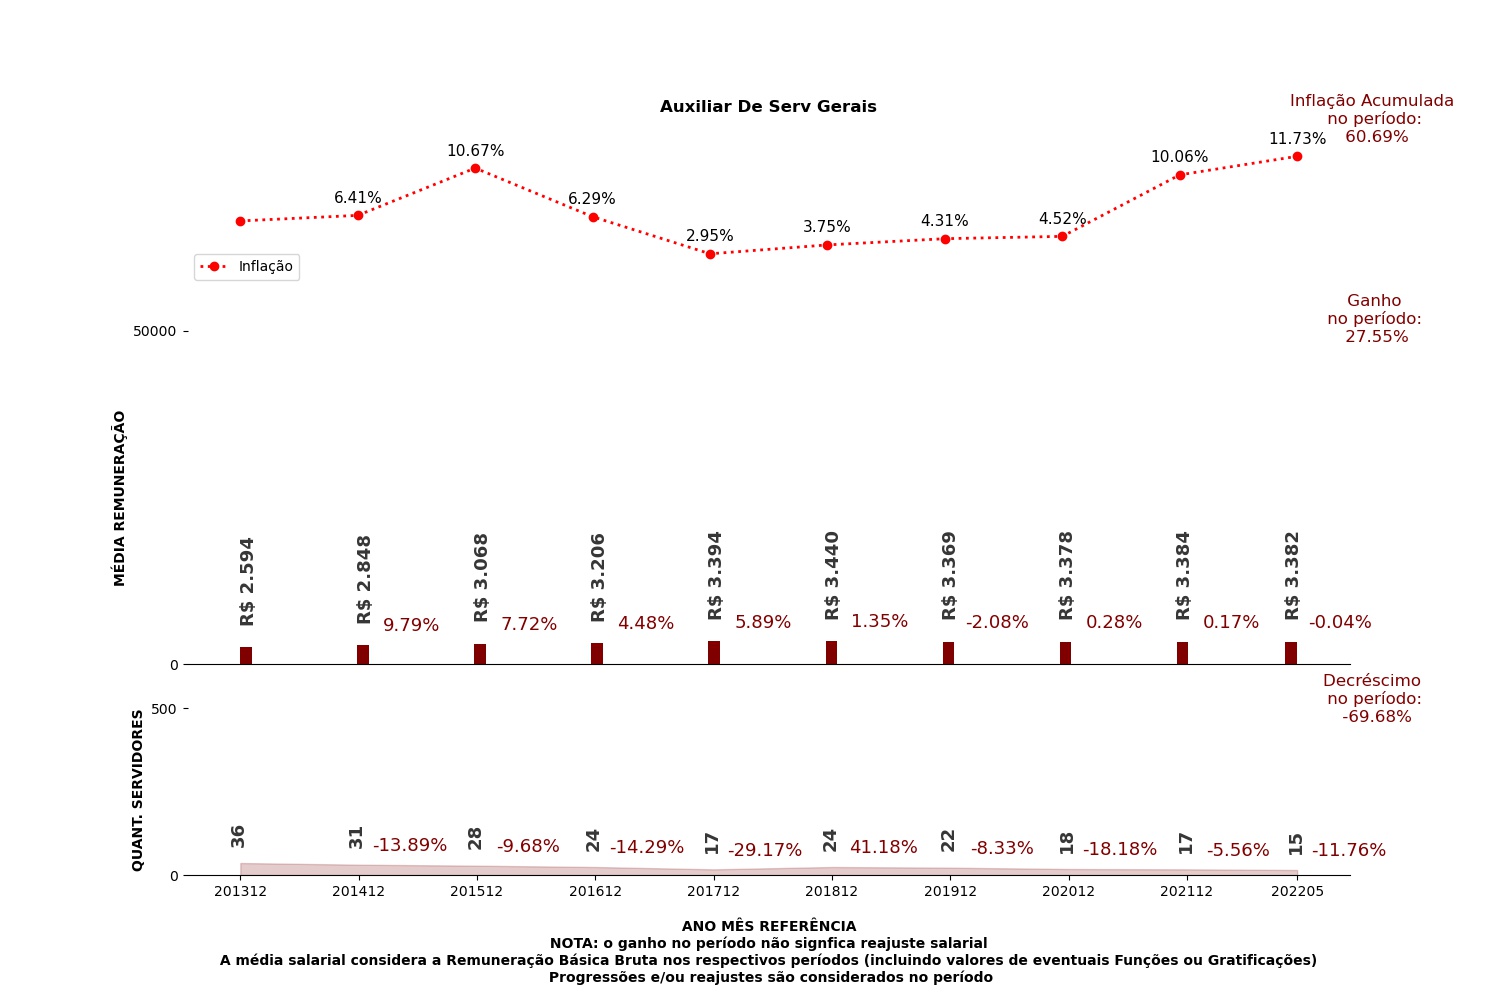 Auxiliar De Serv Gerais
Inflação Acumulada
no período:
60.69%
6.41%
10.67%
6.29%
2.95%
3.75%
4.31%
4.52%
10.06%
11.73%
Inflação
Ganho
no período:
27.55%
50000
0
MÉDIA REMUNERAÇÃO
R$ 2.594
R$ 2.848
R$ 3.068
R$ 3.206
R$ 3.394
R$ 3.440
R$ 3.369
R$ 3.378
R$ 3.384
R$ 3.382
9.79%
7.72%
4.48%
5.89%
1.35%
-2.08%
0.28%
0.17%
-0.04%
Decréscimo
no período:
-69.68%
500
0
QUANT. SERVIDORES
36
31
28
24
17
24
22
18
17
15
-13.89%
-9.68%
-14.29%
-29.17%
41.18%
-8.33%
-18.18%
-5.56%
-11.76%
201312
201412
201512
201612
201712
201812
201912
202012
202112
202205
ANO MÊS REFERÊNCIA
NOTA: o ganho no período não signfica reajuste salarial
A média salarial considera a Remuneração Básica Bruta nos respectivos períodos (incluindo valores de eventuais Funções ou Gratificações)
Progressões e/ou reajustes são considerados no período